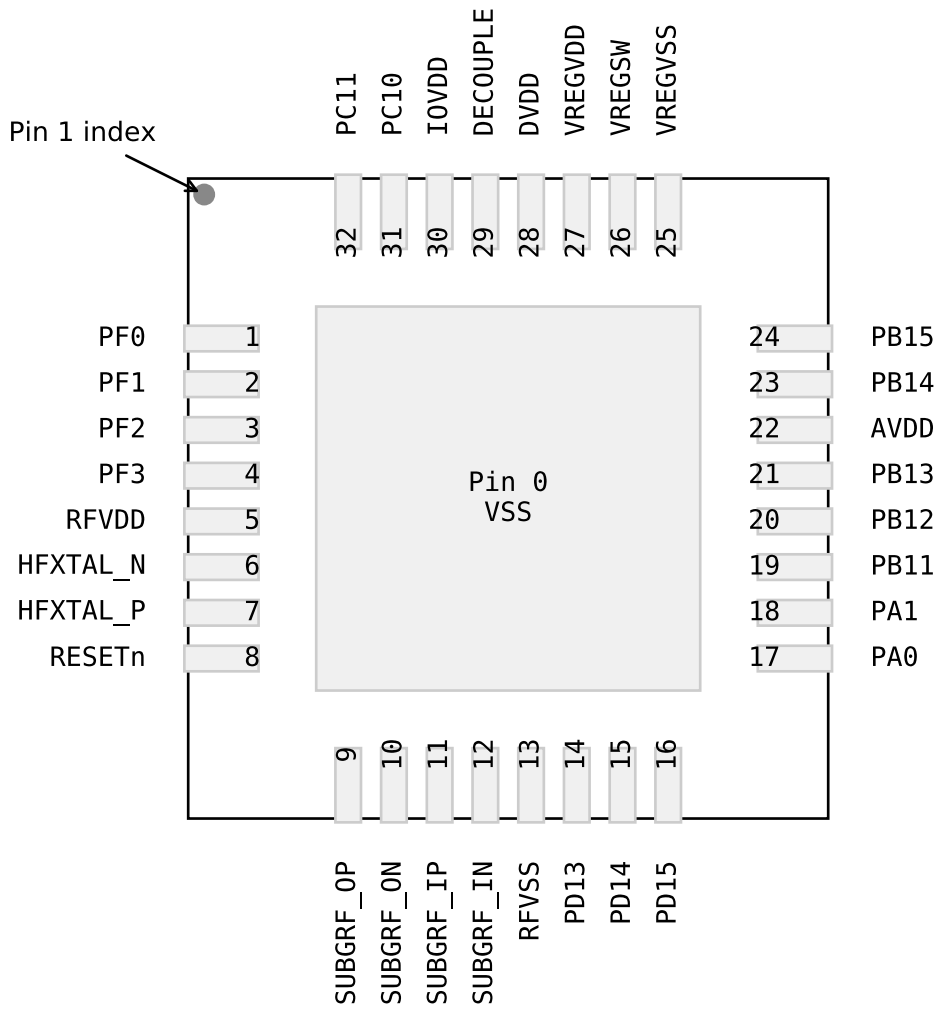 PC11
PC10
IOVDD
DECOUPLE
DVDD
VREGVDD
VREGSW
VREGVSS
Pin 1 index
32
31
30
29
28
27
26
25
PF0 1
PF1 2
PF2 3
PF3 4
RFVDD 5
HFXTAL_N 6
HFXTAL_P 7
RESETn 8
Pin 0
VSS
24 PB15
23 PB14
22 AVDD
21 PB13
20 PB12
19 PB11
18 PA1
17 PA0
9
10
11
12
13
14
15
16
SUBGRF_OP
SUBGRF_ON
SUBGRF_IP
SUBGRF_IN
RFVSS
PD13
PD14
PD15